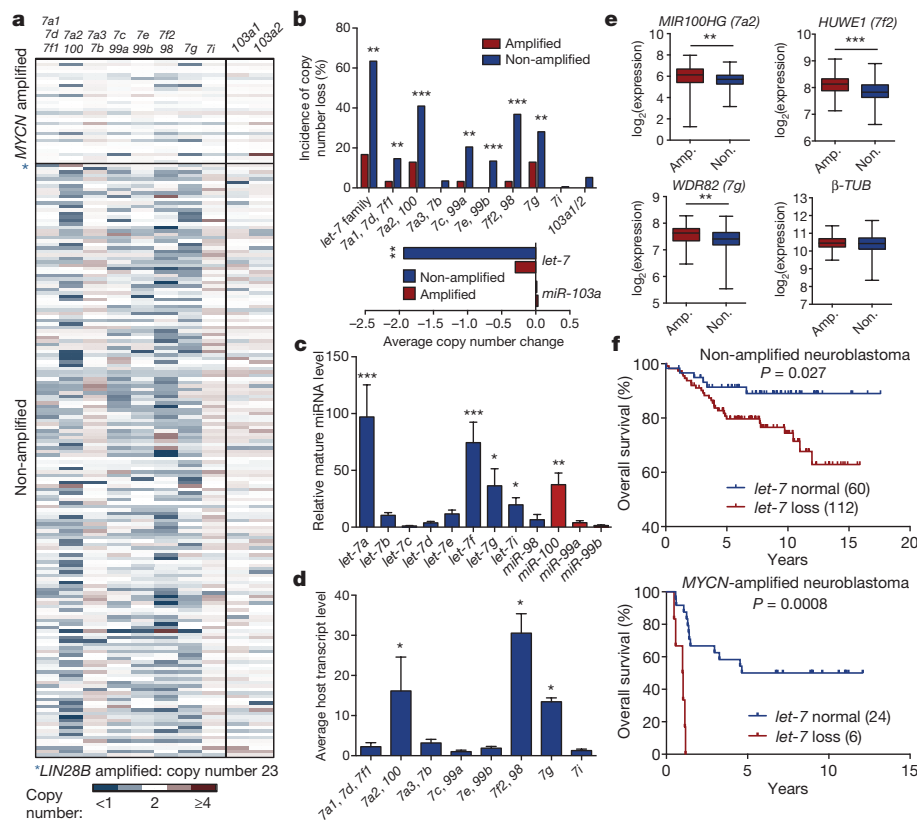 a
7a1
7d 7a2 7a3 7c 7e 7f2 103a1
7f1 100 7b 99a 99b 98 7g 7i 103a2
MYCN amplified
*
Non-amplified
*LIN28B amplified: copy number 23
Copy number:
<1 2 ≥4
b
Incidence of copy number loss (%)
80
60
40
20
0
Amplified
Non-amplified
** ** *** ** *** *** **
let-7 family
7a1, 7d, 7f1
7a2, 100
7a3, 7b
7c, 99a
7e, 99b
7f2, 98
7g
7i
103a1/2
**
let-7
miR-103a
Non-amplified
Amplified
−2.5 −1.5 −0.5 0.0 0.5
Average copy number change
c
Relative mature miRNA level
150
100
50
0
*** *** * * **
let-7a
let-7b
let-7c
let-7d
let-7e
let-7f
let-7g
let-7i
miR-98
miR-100
miR-99a
miR-99b
d
Average host transcript level
40
30
20
10
0
* * *
7a1, 7d, 7f1
7a2, 100
7a3, 7b
7c, 99a
7e, 99b
7f2, 98
7g
7i
e
MIR100HG (7a2)
**
log2(expression)
10
8
6
4
2
0
Amp. Non.
HUWE1 (7f2)
***
log2(expression)
10
9
8
7
6
Amp. Non.
WDR82 (7g)
**
log2(expression)
9
8
7
6
5
Amp. Non.
β-TUB
log2(expression)
13
12
11
10
9
8
7
Amp. Non.
f
Non-amplified neuroblastoma
P = 0.027
Overall survival (%)
100
80
60
40
let-7 normal (60)
let-7 loss (112)
0 5 10 15 20
Years
MYCN-amplified neuroblastoma
P = 0.0008
Overall survival (%)
100
80
60
40
20
0
let-7 normal (24)
let-7 loss (6)
0 5 10 15
Years